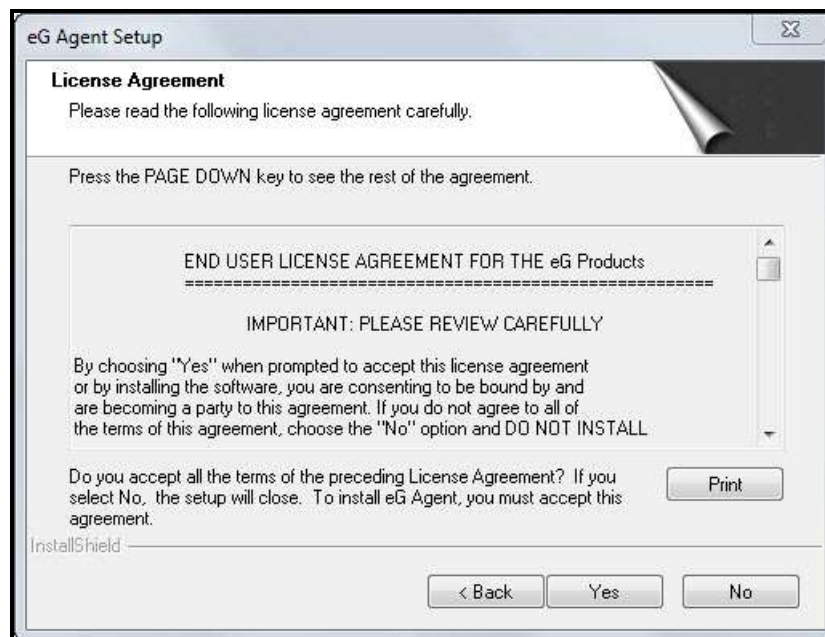 eG Agent Setup
License Agreement
Please read the following license agreement carefully.
Press the PAGE DOWN key to see the rest of the agreement.
END USER LICENSE AGREEMENT FOR THE eG Products
=======================================================
IMPORTANT: PLEASE REVIEW CAREFULLY
By choosing "Yes" when prompted to accept this license agreement
or by installing the software, you are consenting to be bound by and
are becoming a party to this agreement. If you do not agree to all of
the terms of this agreement, choose the "No" option and DO NOT INSTALL
Do you accept all the terms of the preceding License Agreement? If you
select No, the setup will close. To install eG Agent, you must accept this
agreement.
Print
InstallShield
< Back
Yes
No